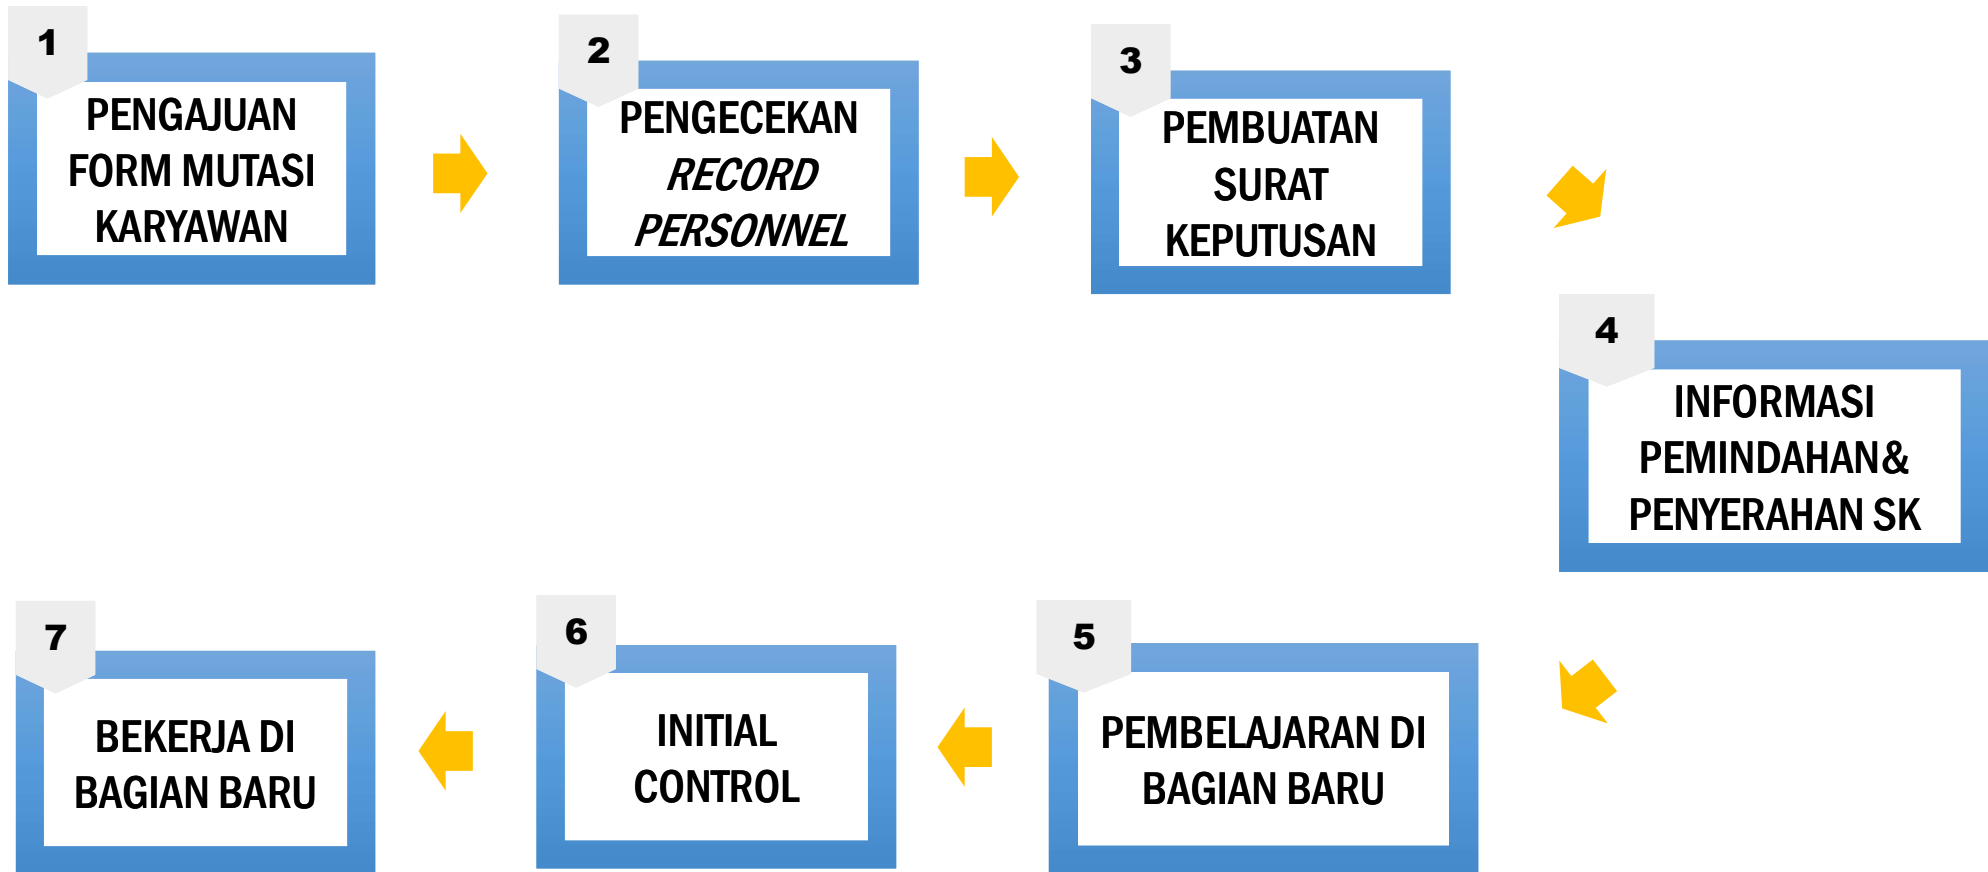 1
PENGAJUAN
FORM MUTASI
KARYAWAN
2
PENGECEKAN
RECORD
PERSONNEL
3
PEMBUATAN
SURAT
KEPUTUSAN
4
INFORMASI
PEMINDAHAN&
PENYERAHAN SK
5
PEMBELAJARAN DI
BAGIAN BARU
6
INITIAL
CONTROL
7
BEKERJA DI
BAGIAN BARU